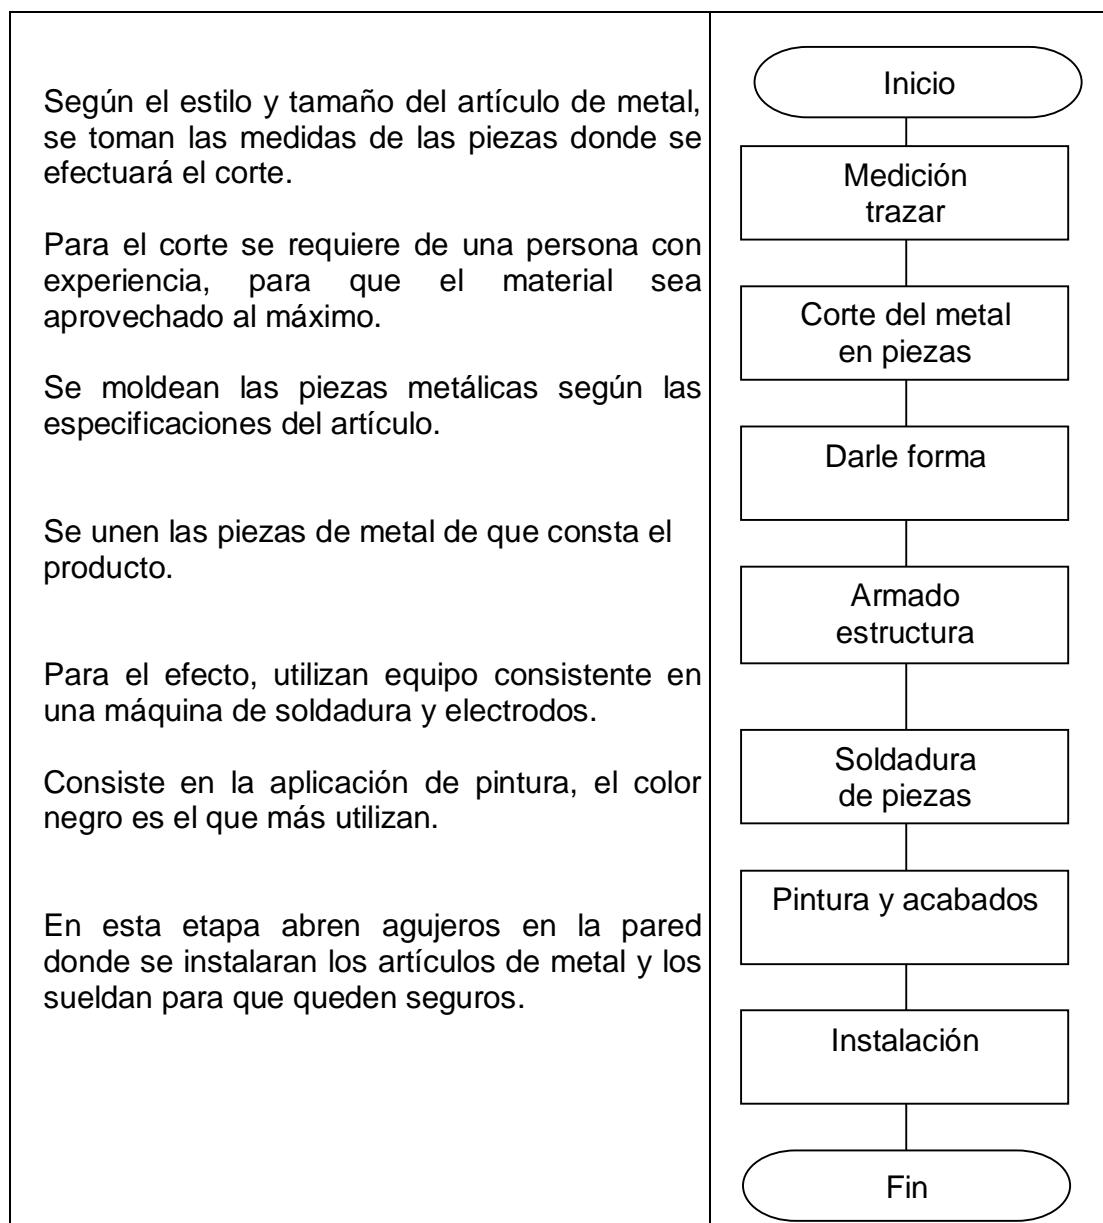 Según el estilo y tamaño del artículo de metal,
se toman las medidas de las piezas donde se
efectuará el corte.
Para el corte se requiere de una persona con
experiencia, para que el material sea
aprovechado al máximo.
Se moldean las piezas metálicas según las
especificaciones del artículo.
Se unen las piezas de metal de que consta el
producto.
Para el efecto, utilizan equipo consistente en
una máquina de soldadura y electrodos.
Consiste en la aplicación de pintura, el color
negro es el que más utilizan.
En esta etapa abren agujeros en la pared
donde se instalaran los artículos de metal y los
sueldan para que queden seguros.
Inicio
Medición
trazar
Corte del metal
en piezas
Darle forma
Armado
estructura
Soldadura
de piezas
Pintura y acabados
Instalación
Fin